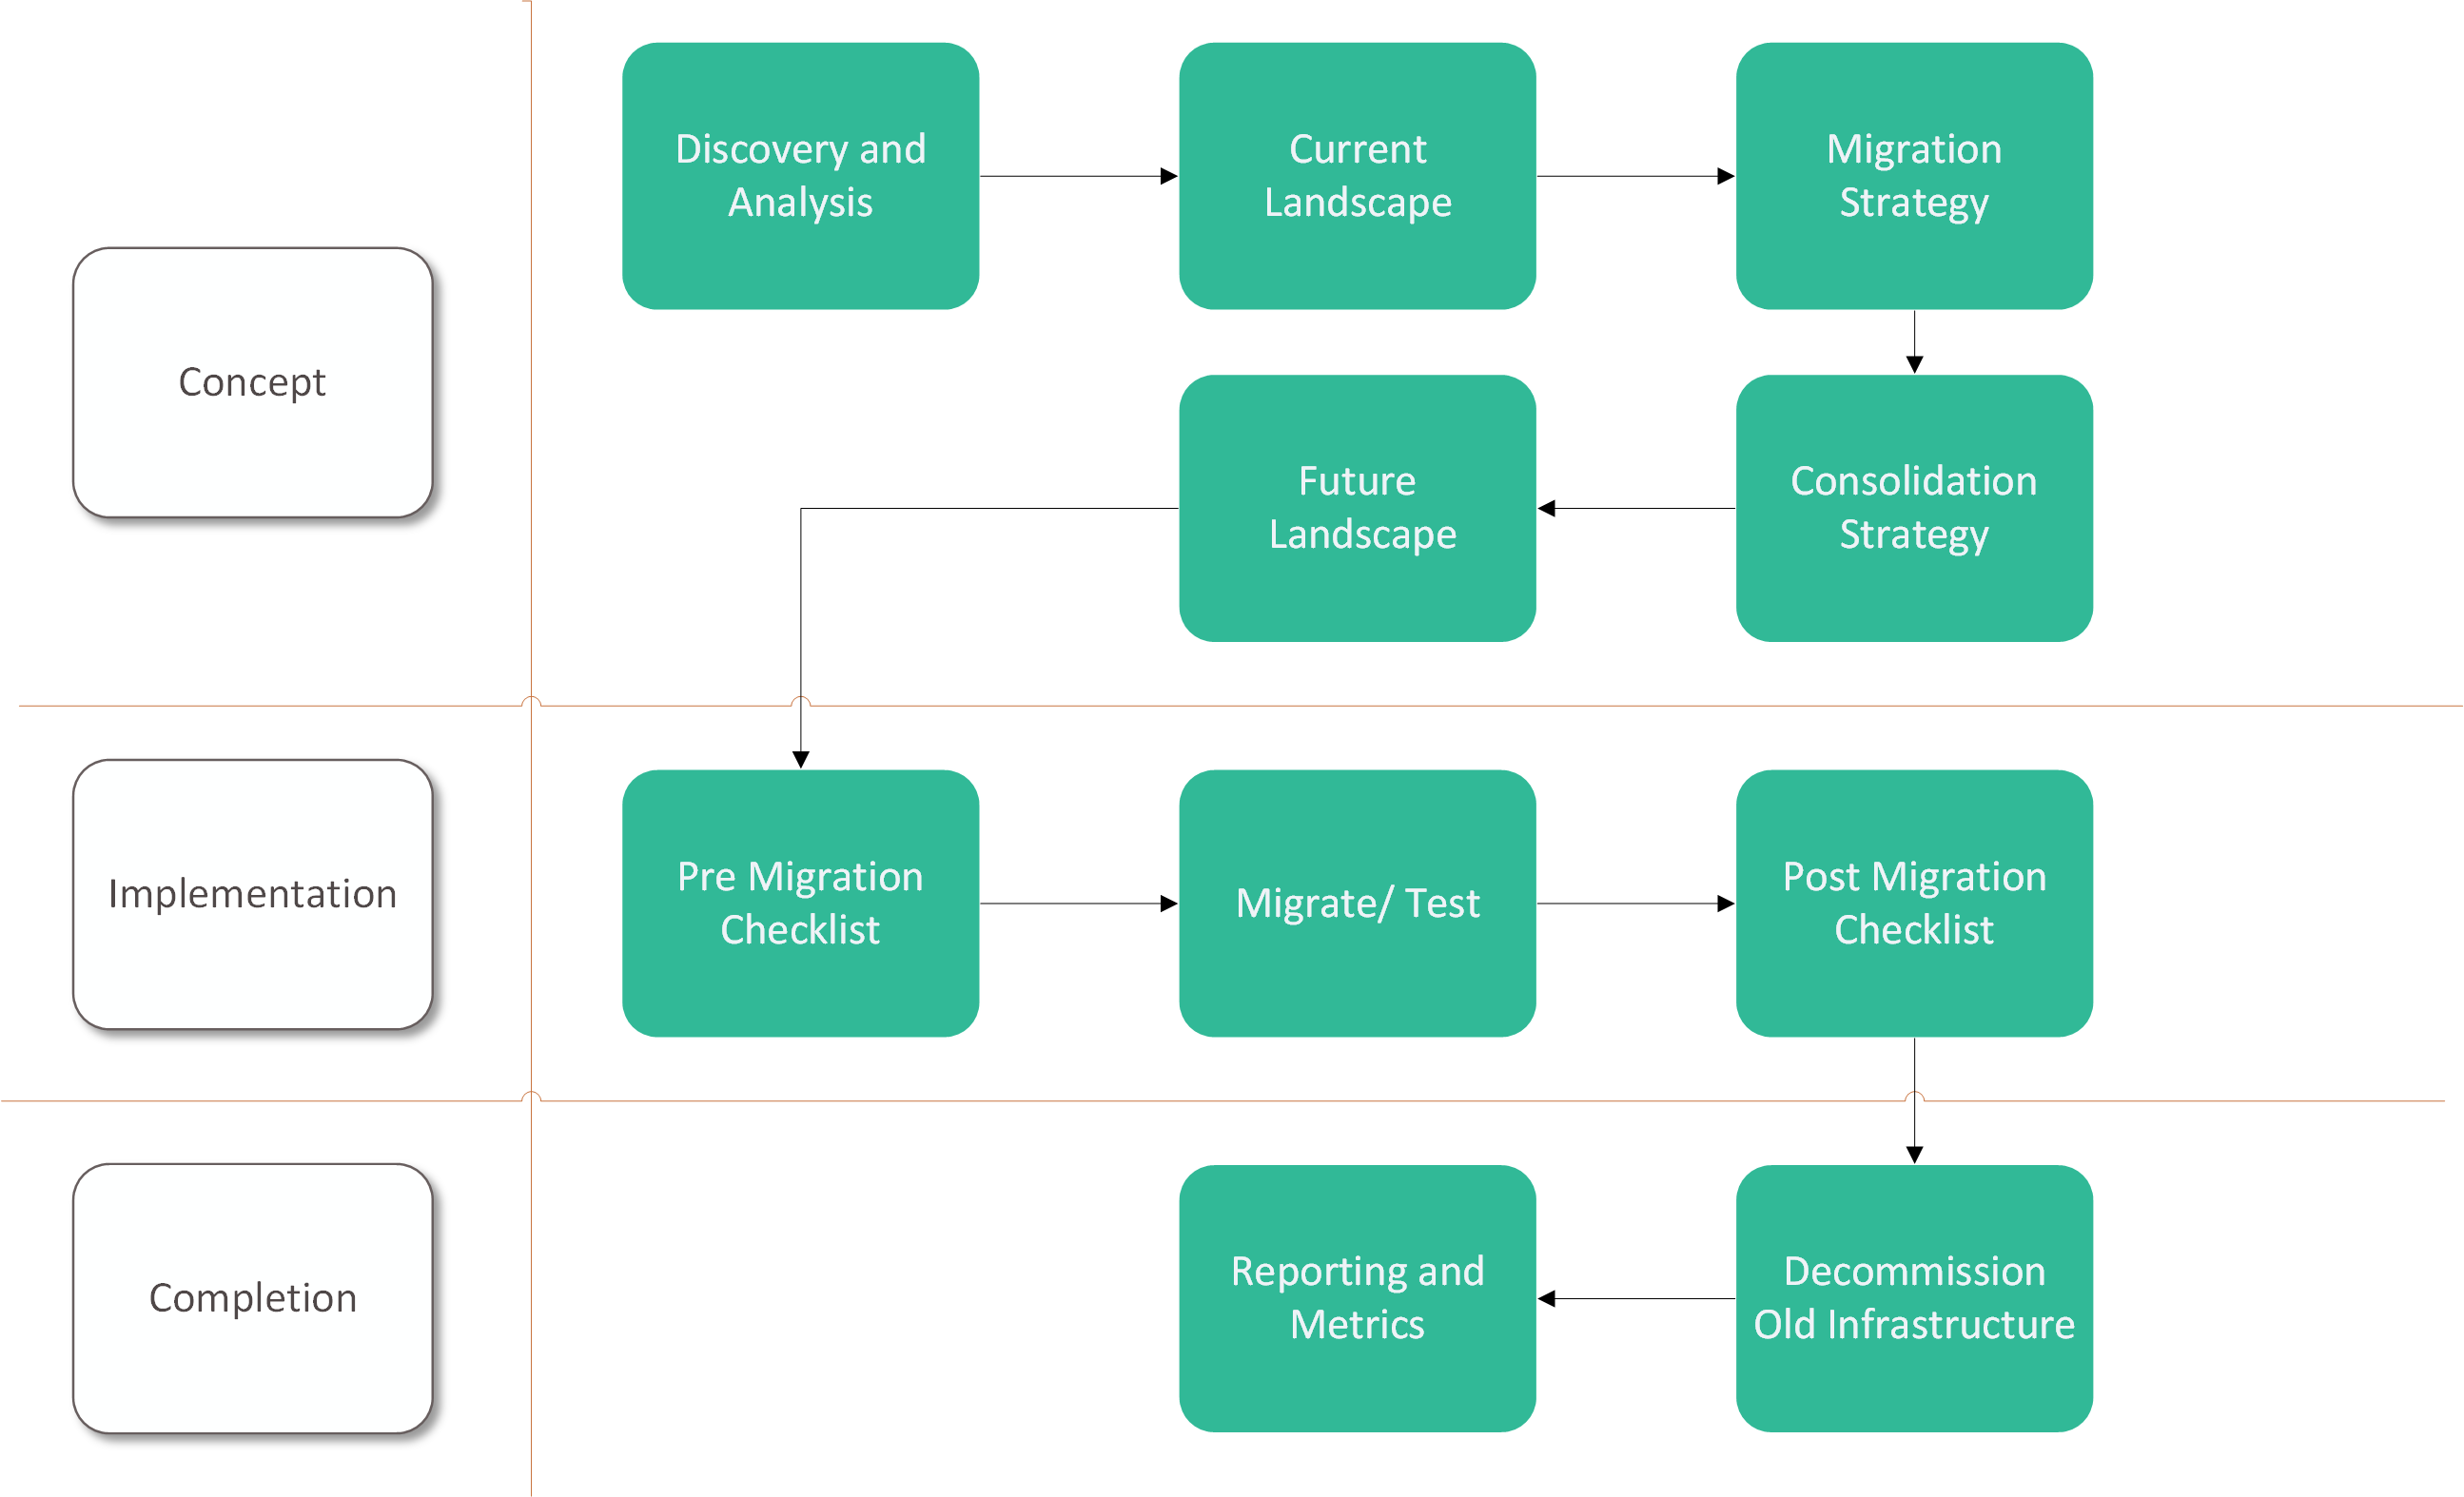 Concept
Discovery and
Analysis
Current
Landscape
Migration
Strategy
Future
Landscape
Consolidation
Strategy
Implementation
Pre Migration
Checklist
Migrate/ Test
Post Migration
Checklist
Completion
Reporting and
Metrics
Decommission
Old Infrastructure